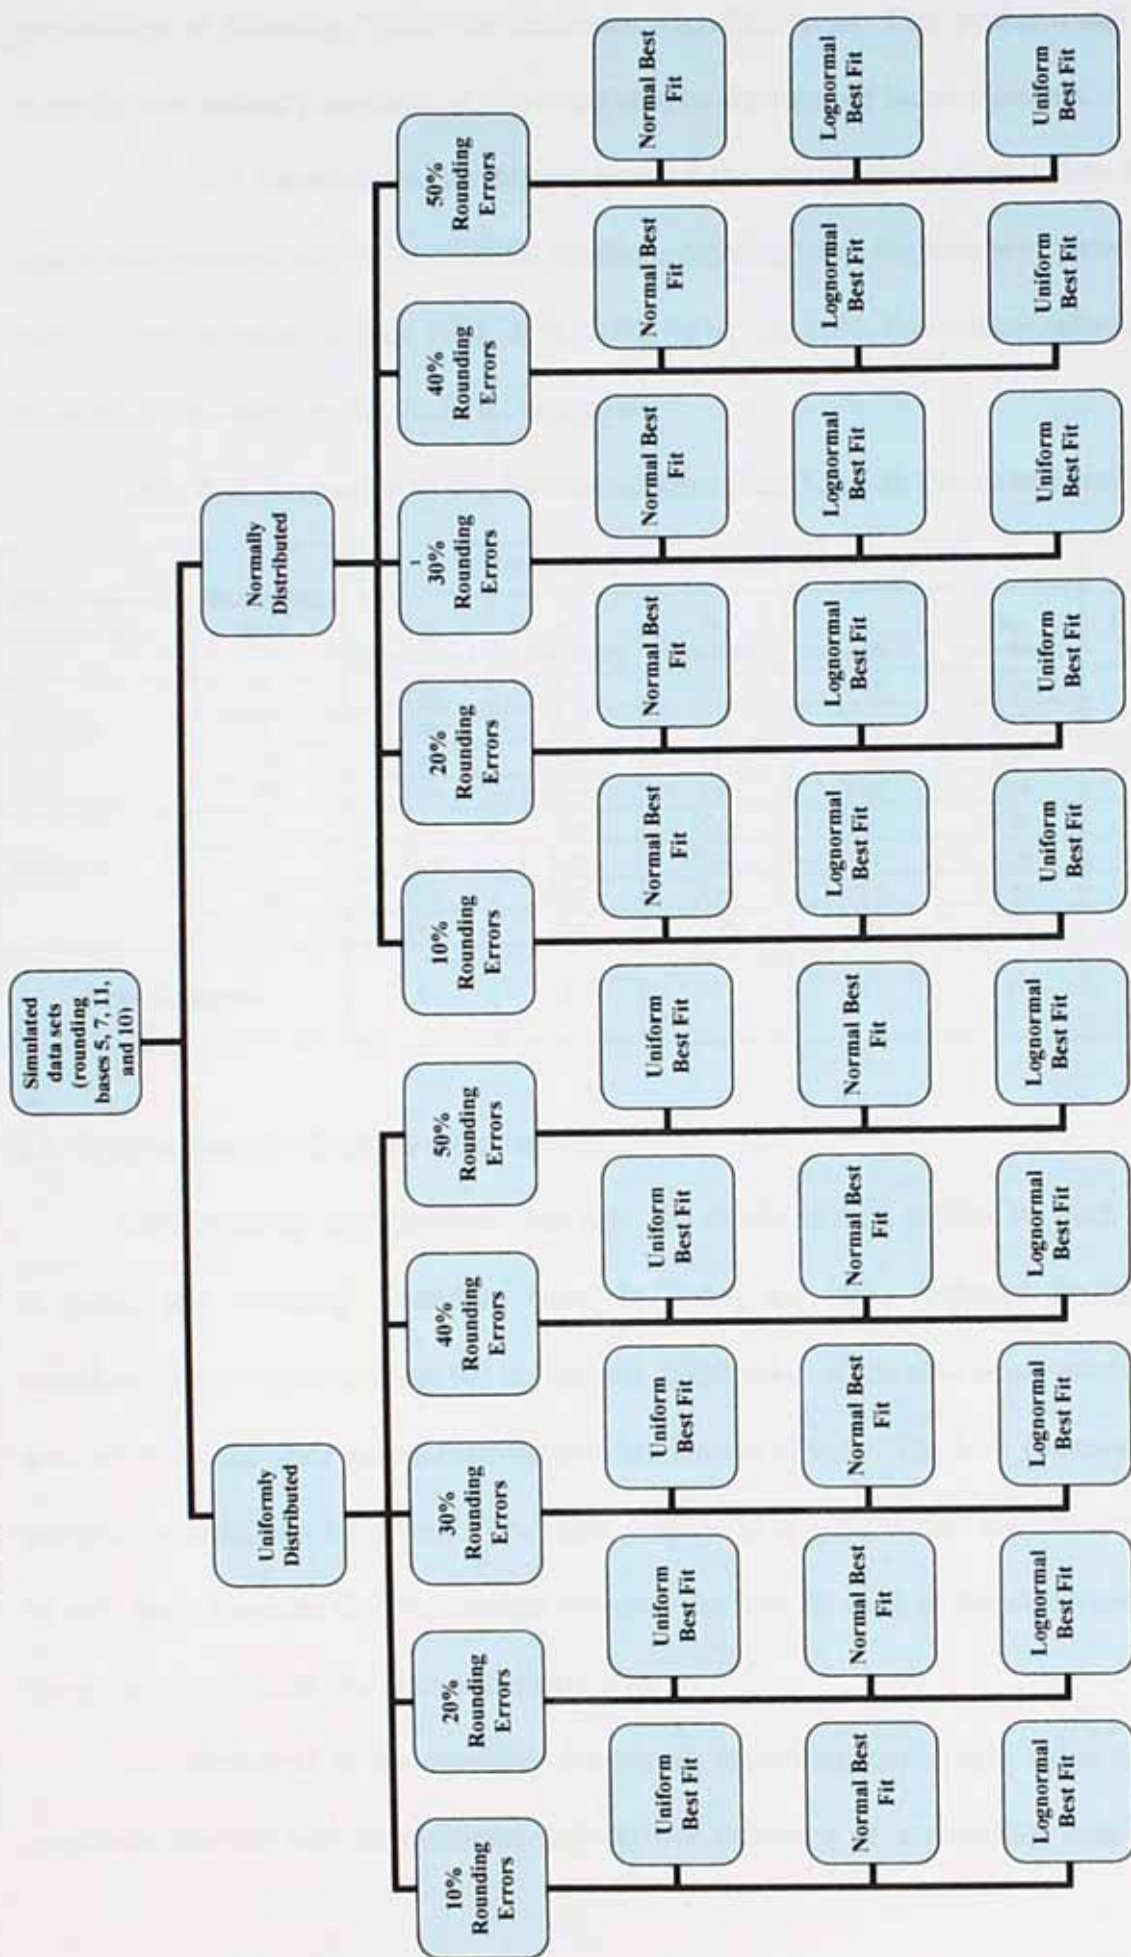 Simulated
data sets
(rounding
bases 5, 7, 11,
and 10)
Uniformly
Distributed
Normally
Distributed
10%
Rounding
Errors
20%
Rounding
Errors
30%
Rounding
Errors
40%
Rounding
Errors
50%
Rounding
Errors
10%
Rounding
Errors
20%
Rounding
Errors
30%
Rounding
Errors
40%
Rounding
Errors
50%
Rounding
Errors
Uniform
Best Fit
Uniform
Best Fit
Uniform
Best Fit
Uniform
Best Fit
Uniform
Best Fit
Normal Best
Fit
Normal Best
Fit
Normal Best
Fit
Normal Best
Fit
Normal Best
Fit
Normal Best
Fit
Normal Best
Fit
Normal Best
Fit
Normal Best
Fit
Normal Best
Fit
Lognormal
Best Fit
Lognormal
Best Fit
Lognormal
Best Fit
Lognormal
Best Fit
Lognormal
Best Fit
Lognormal
Best Fit
Lognormal
Best Fit
Lognormal
Best Fit
Lognormal
Best Fit
Lognormal
Best Fit
Uniform
Best Fit
Uniform
Best Fit
Uniform
Best Fit
Uniform
Best Fit
Uniform
Best Fit